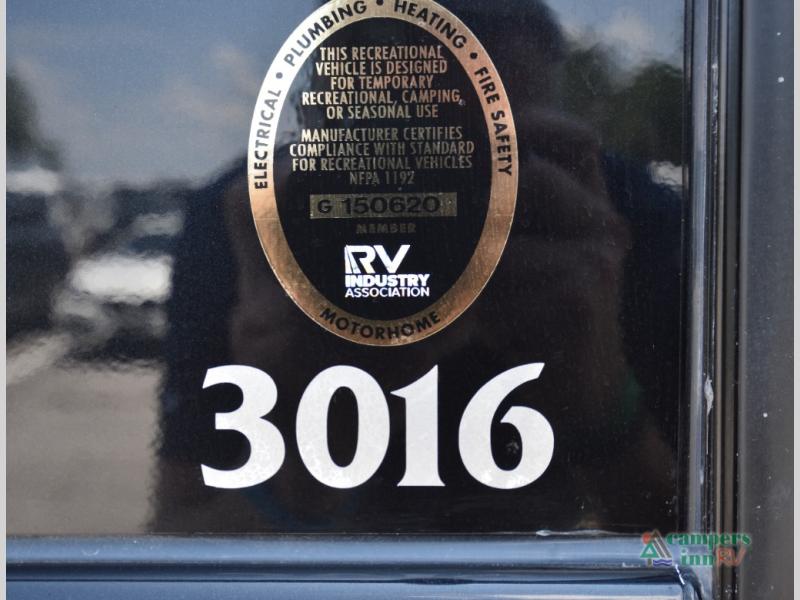 ELECTRICAL • PLUMBING • HEATING • FIRE SAFETY
THIS RECREATIONAL
VEHICLE IS DESIGNED
FOR TEMPORARY
RECREATIONAL, CAMPING,
OR SEASONAL USE
MANUFACTURER CERTIFIES
COMPLIANCE WITH STANDARD
FOR RECREATIONAL VEHICLES
NFPA 1192
G 150620
MEMBER
RV
INDUSTRY
ASSOCIATION
MOTORHOME
3016
campers
inn RV